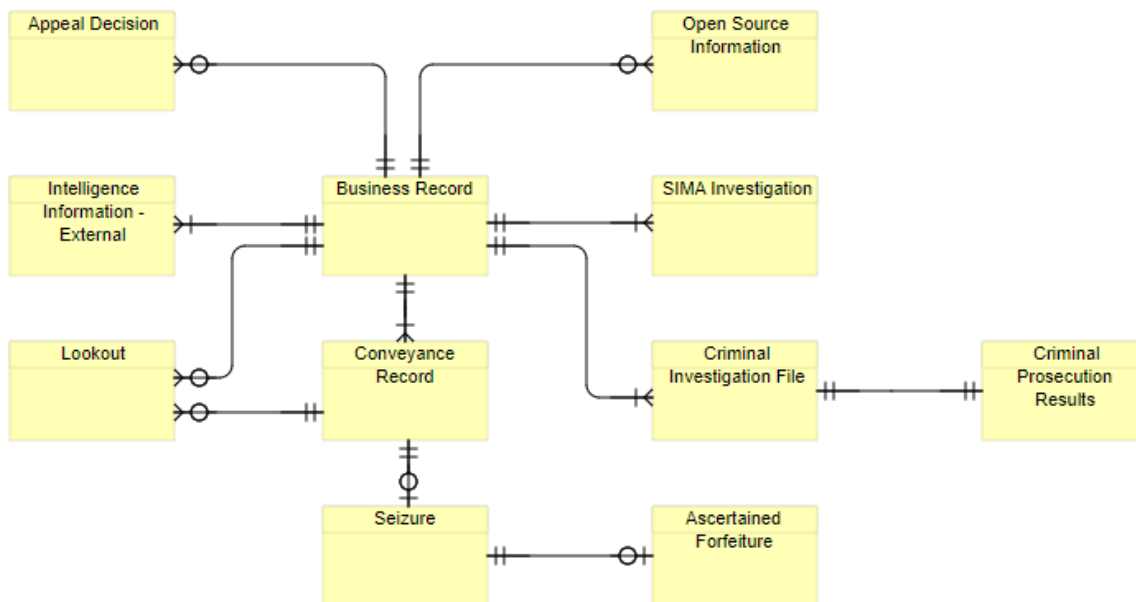 Appeal Decision
Open Source
Information
Intelligence
Information -
External
Business Record
SIMA Investigation
Lookout
Conveyance
Record
Criminal
Investigation File
Criminal
Prosecution
Results
Seizure
Ascertained
Forfeiture